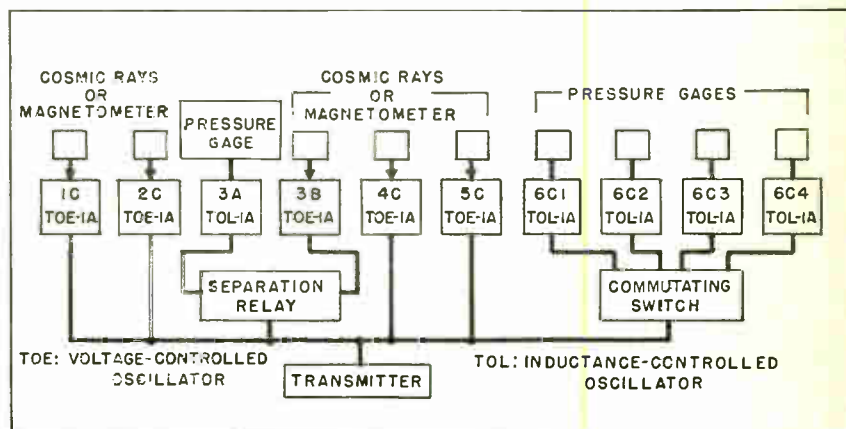 COSMIC RAYS
OR
MAGNETOMETER
PRESSURE
GAGE
COSMIC RAYS
OR
MAGNETOMETER
PRESSURE GAGES
1C
TOE-1A
2C
TOE-1A
3A
TOL-1A
3B
TOE-1A
4C
TOE-1A
5C
TOE-1A
6C1
TOL-1A
6C2
TOL-1A
6C3
TOL-1A
6C4
TOL-1A
SEPARATION
RELAY
COMMUTATING
SWITCH
TOE: VOLTAGE-CONTROLLED
OSCILLATOR
TRANSMITTER
TOL: INDUCTANCE-CONTROLLED
OSCILLATOR